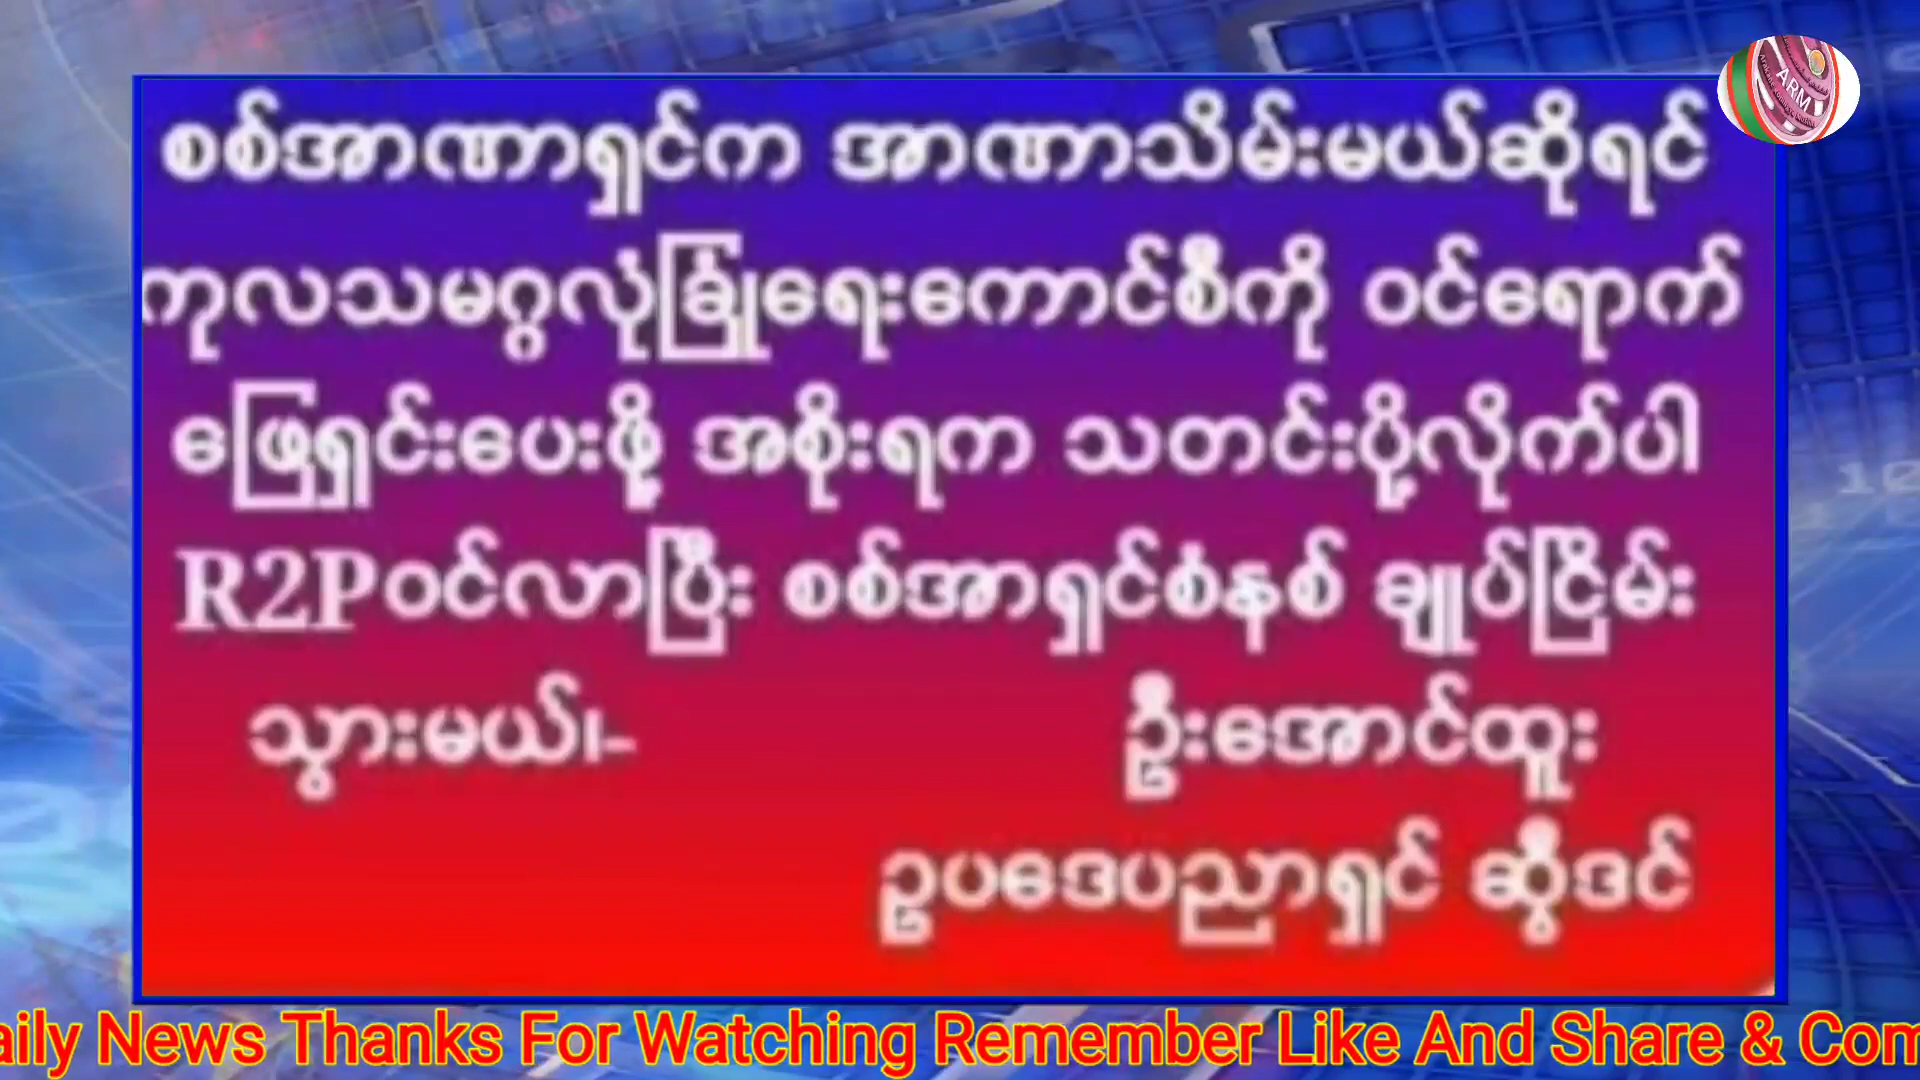 ARM
စစ်အာဏာရှင်က အာဏာသိမ်းမယ်ဆိုရင်
ကုလသမဂ္ဂလုံခြုံရေးကောင်စီကို ဝင်ရောက်
ဖြေရှင်းပေးဖို့ အစိုးရက သတင်းပို့လိုက်ပါ
R2Pဝင်လာပြီး စစ်အာရှင်စံနစ် ချုပ်ငြိမ်း
သွားမယ်၊- ဦးအောင်ထူး
ဥပဒေပညာရှင် ဆွီဒင်
aily News Thanks For Watching Remember Like And Share & Com